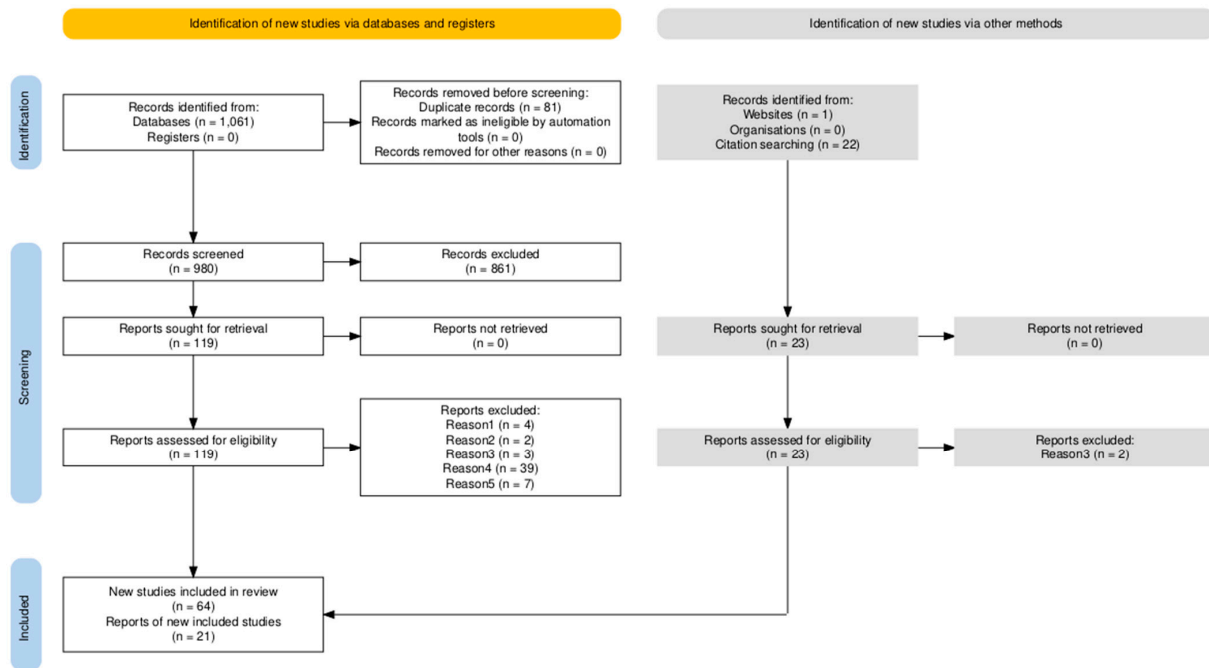 Identification of new studies via databases and registers
Identification of new studies via other methods
Identification
Records identified from:
Databases (n = 1,061)
Registers (n = 0)
Records removed before screening:
Duplicate records (n = 81)
Records marked as ineligible by automation
tools (n = 0)
Records removed for other reasons (n = 0)
Records identified from:
Websites (n = 1)
Organisations (n = 0)
Citation searching (n = 22)
Screening
Records screened
(n = 980)
Records excluded
(n = 861)
Reports sought for retrieval
(n = 119)
Reports not retrieved
(n = 0)
Reports sought for retrieval
(n = 23)
Reports not retrieved
(n = 0)
Reports assessed for eligibility
(n = 119)
Reports excluded:
Reason1 (n = 4)
Reason2 (n = 2)
Reason3 (n = 3)
Reason4 (n = 39)
Reason5 (n = 7)
Reports assessed for eligibility
(n = 23)
Reports excluded:
Reason3 (n = 2)
Included
New studies included in review
(n = 64)
Reports of new included studies
(n = 21)